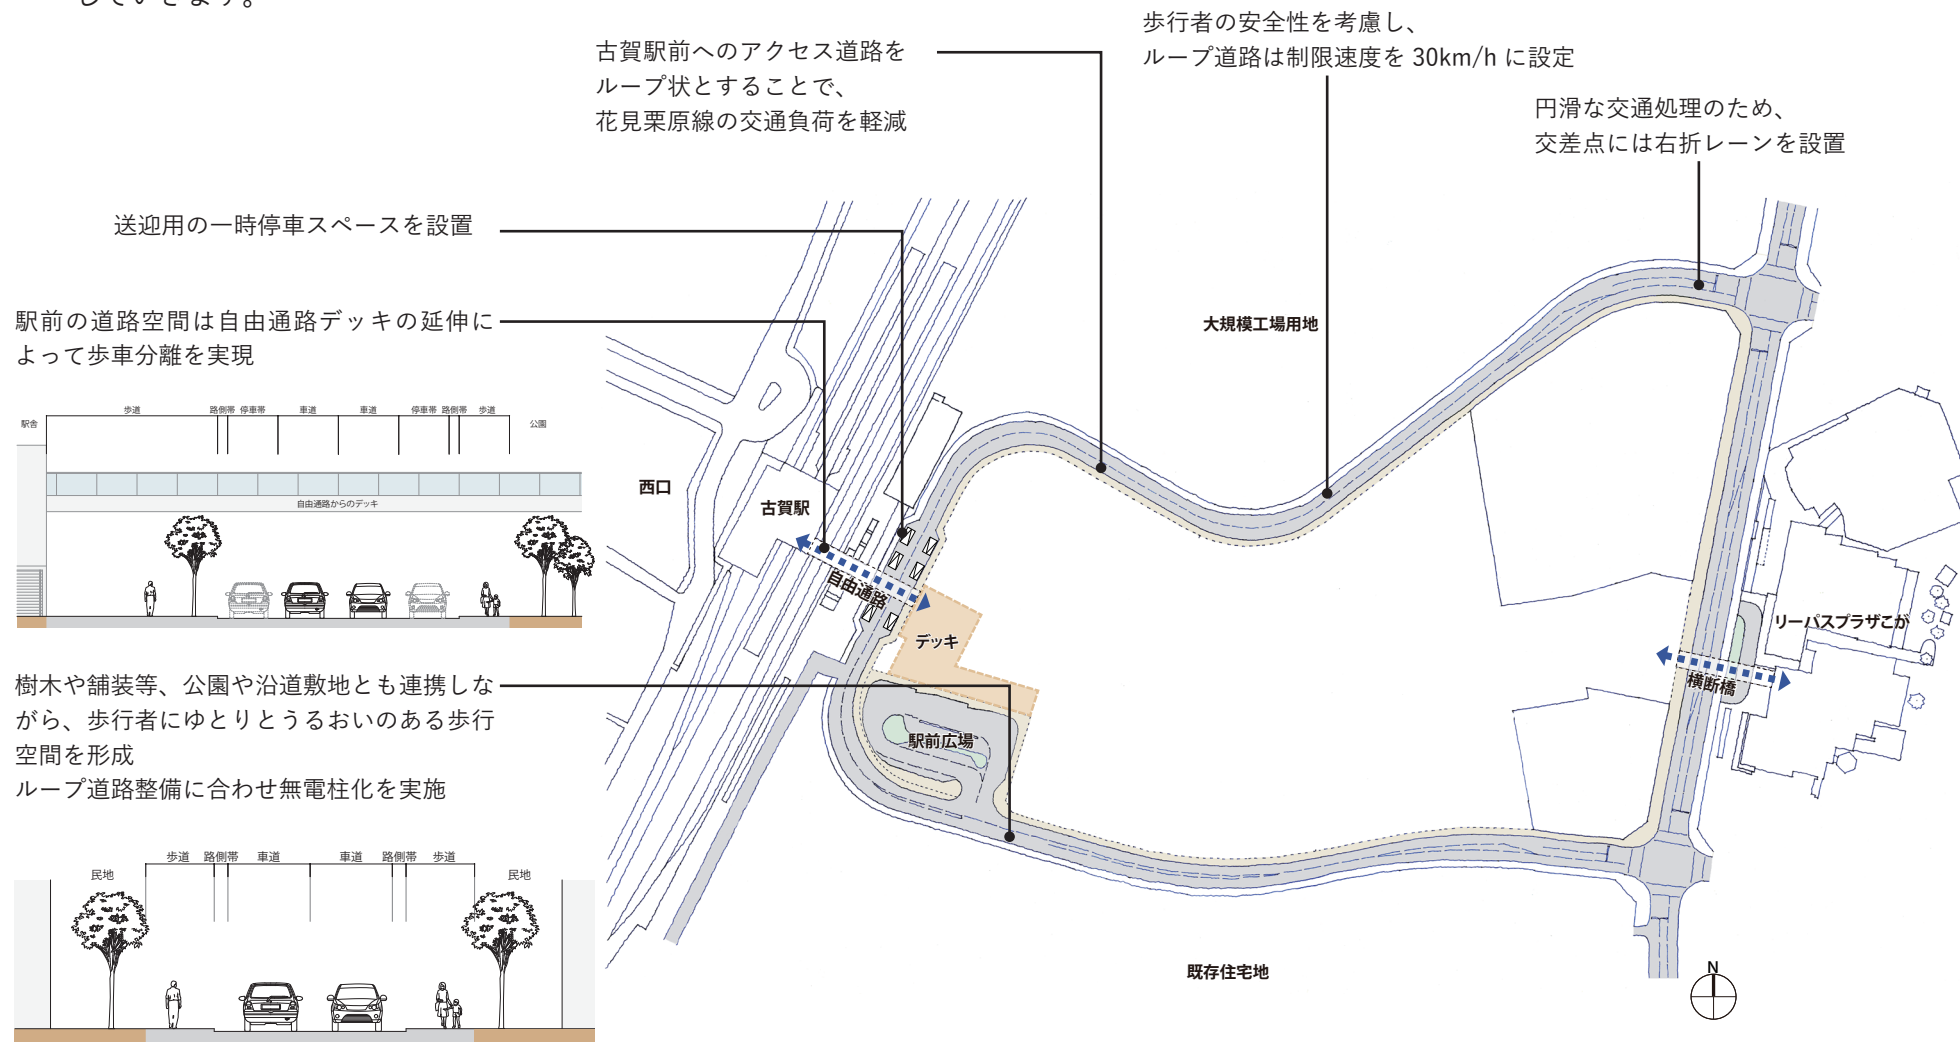 していきます。
歩行者の安全性を考慮し、
ループ道路は制限速度を 30km/h に設定
古賀駅前へのアクセス道路を
ループ状とすることで、
花見栗原線の交通負荷を軽減
円滑な交通処理のため、
交差点には右折レーンを設置
送迎用の一時停車スペースを設置
駅前の道路空間は自由通路デッキの延伸に
よって歩車分離を実現
大規模工場用地
歩道 路側帯 停車帯 車道 車道 停車帯 路側帯 歩道
駅舎 公園
自由通路からのデッキ
西口
古賀駅
自由通路
デッキ
リーパスプラザこが
横断橋
樹木や舗装等、公園や沿道敷地とも連携しな
がら、歩行者にゆとりとうるおいのある歩行
空間を形成
ループ道路整備に合わせ無電柱化を実施
駅前広場
歩道 路側帯 車道 車道 路側帯 歩道
民地 民地
既存住宅地
N